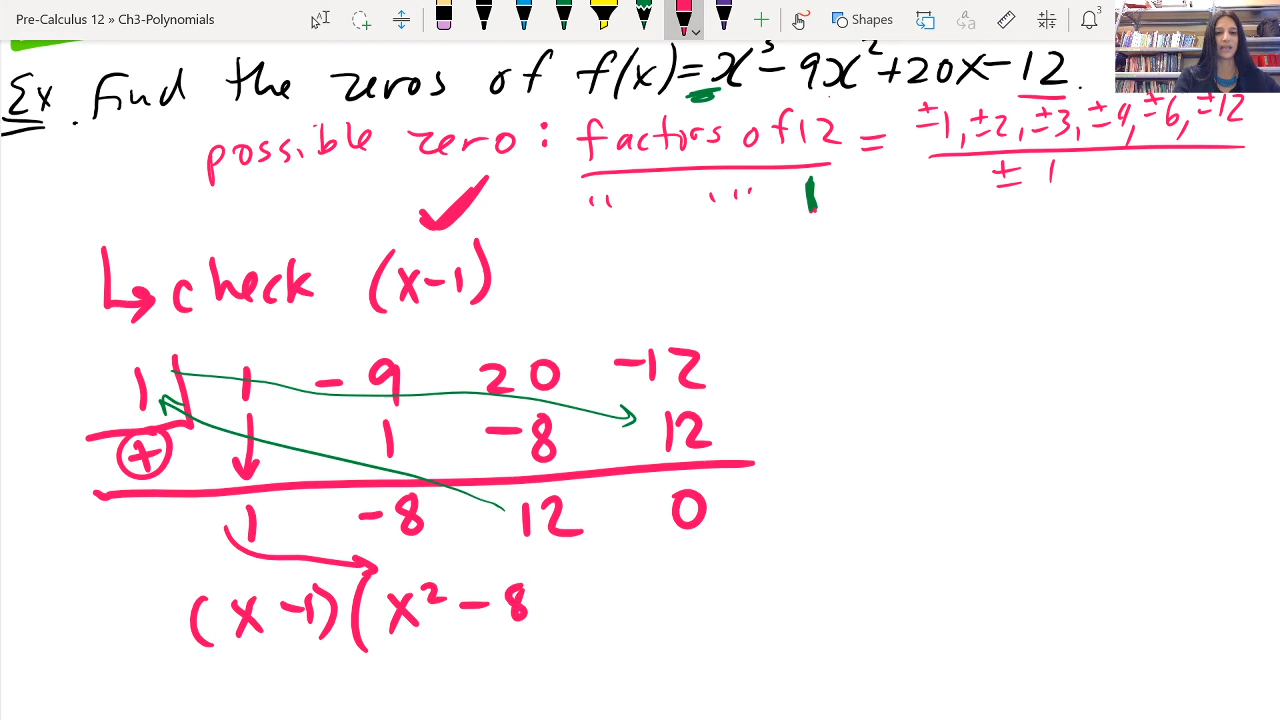 Pre-Calculus 12 » Ch3-Polynomials
Shapes
3
Ex. Find the zeros of f(x)=x³-9x²+20x-12.
possible zero: factors of 12 = ±1, ±2, ±3, ±4, ±6, ±12
" " 1 ± 1
↳ check (x-1) ✓
1 1 -9 20 -12
+ ↓ 1 -8 12
1 -8 12 0
(x-1)(x²-8